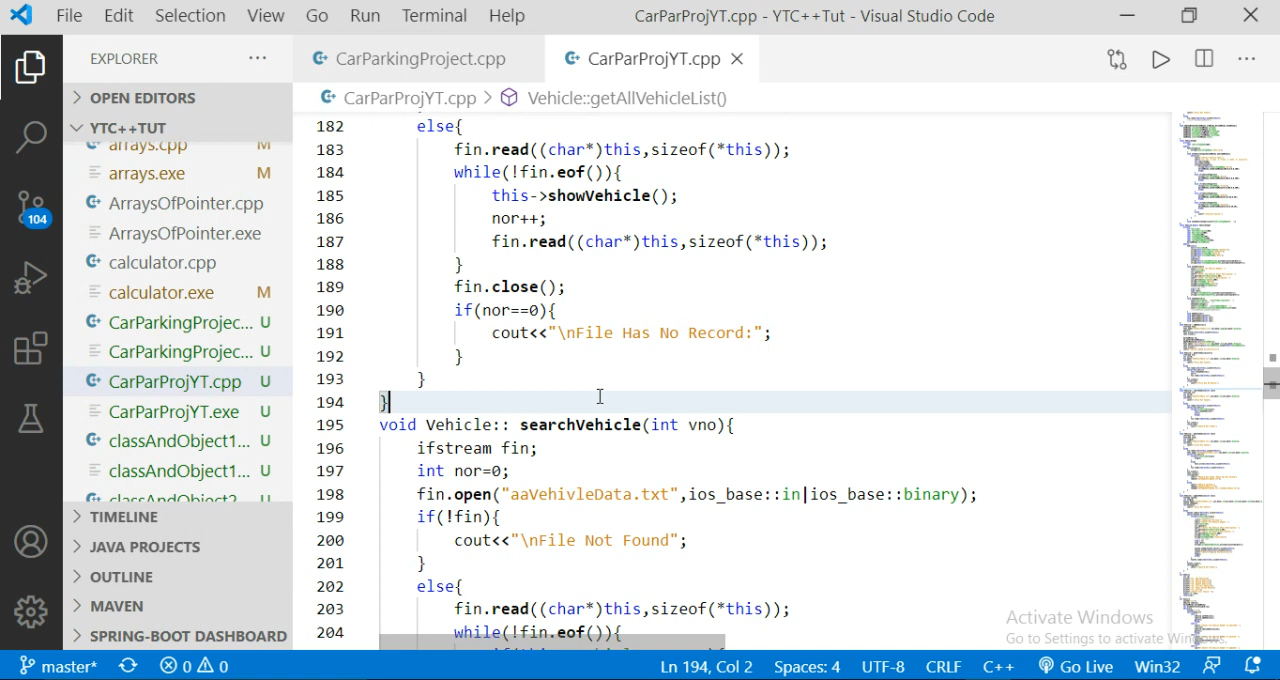 File Edit Selection View Go Run Terminal Help CarParProjYT.cpp - YTC++Tut - Visual Studio Code
EXPLORER ··· CarParkingProject.cpp CarParProjYT.cpp
OPEN EDITORS CarParProjYT.cpp > Vehicle::getAllVehicleList()
YTC++TUT
arrays.cpp M
arrays.exe M
ArraysOfPointer.cpp
ArraysOfPointer.exe
calculator.cpp
calculator.exe M
CarParkingProjec... U
CarParkingProjec... U
CarParProjYT.cpp U
CarParProjYT.exe U
classAndObject1... U
classAndObject1... U
classAndObject2... U
TIMELINE
JAVA PROJECTS
OUTLINE
MAVEN
SPRING-BOOT DASHBOARD
104
182 else{
183 fin.read((char*)this,sizeof(*this));
184 while(!fin.eof()){
185 this->showVehicle();
186 nor++;
187 fin.read((char*)this,sizeof(*this));
188 }
189 fin.close();
190 if(nor==0){
191 cout<<"\nFile Has No Record:";
192 }
193 }
194 }
195 void Vehicle:: searchVehicle(int vno){
196 ifstream fin;
197 int nor=0;
198 fin.open("aaVehivleData.txt",ios_base::in|ios_base::binary);
199 if(!fin){
200 cout<<"\nFile Not Found";
201 }
202 else{
203 fin.read((char*)this,sizeof(*this));
204 while(!fin.eof()){
Activate Windows
Go to Settings to activate Windows.
master* 0 0 Ln 194, Col 2 Spaces: 4 UTF-8 CRLF C++ Go Live Win32